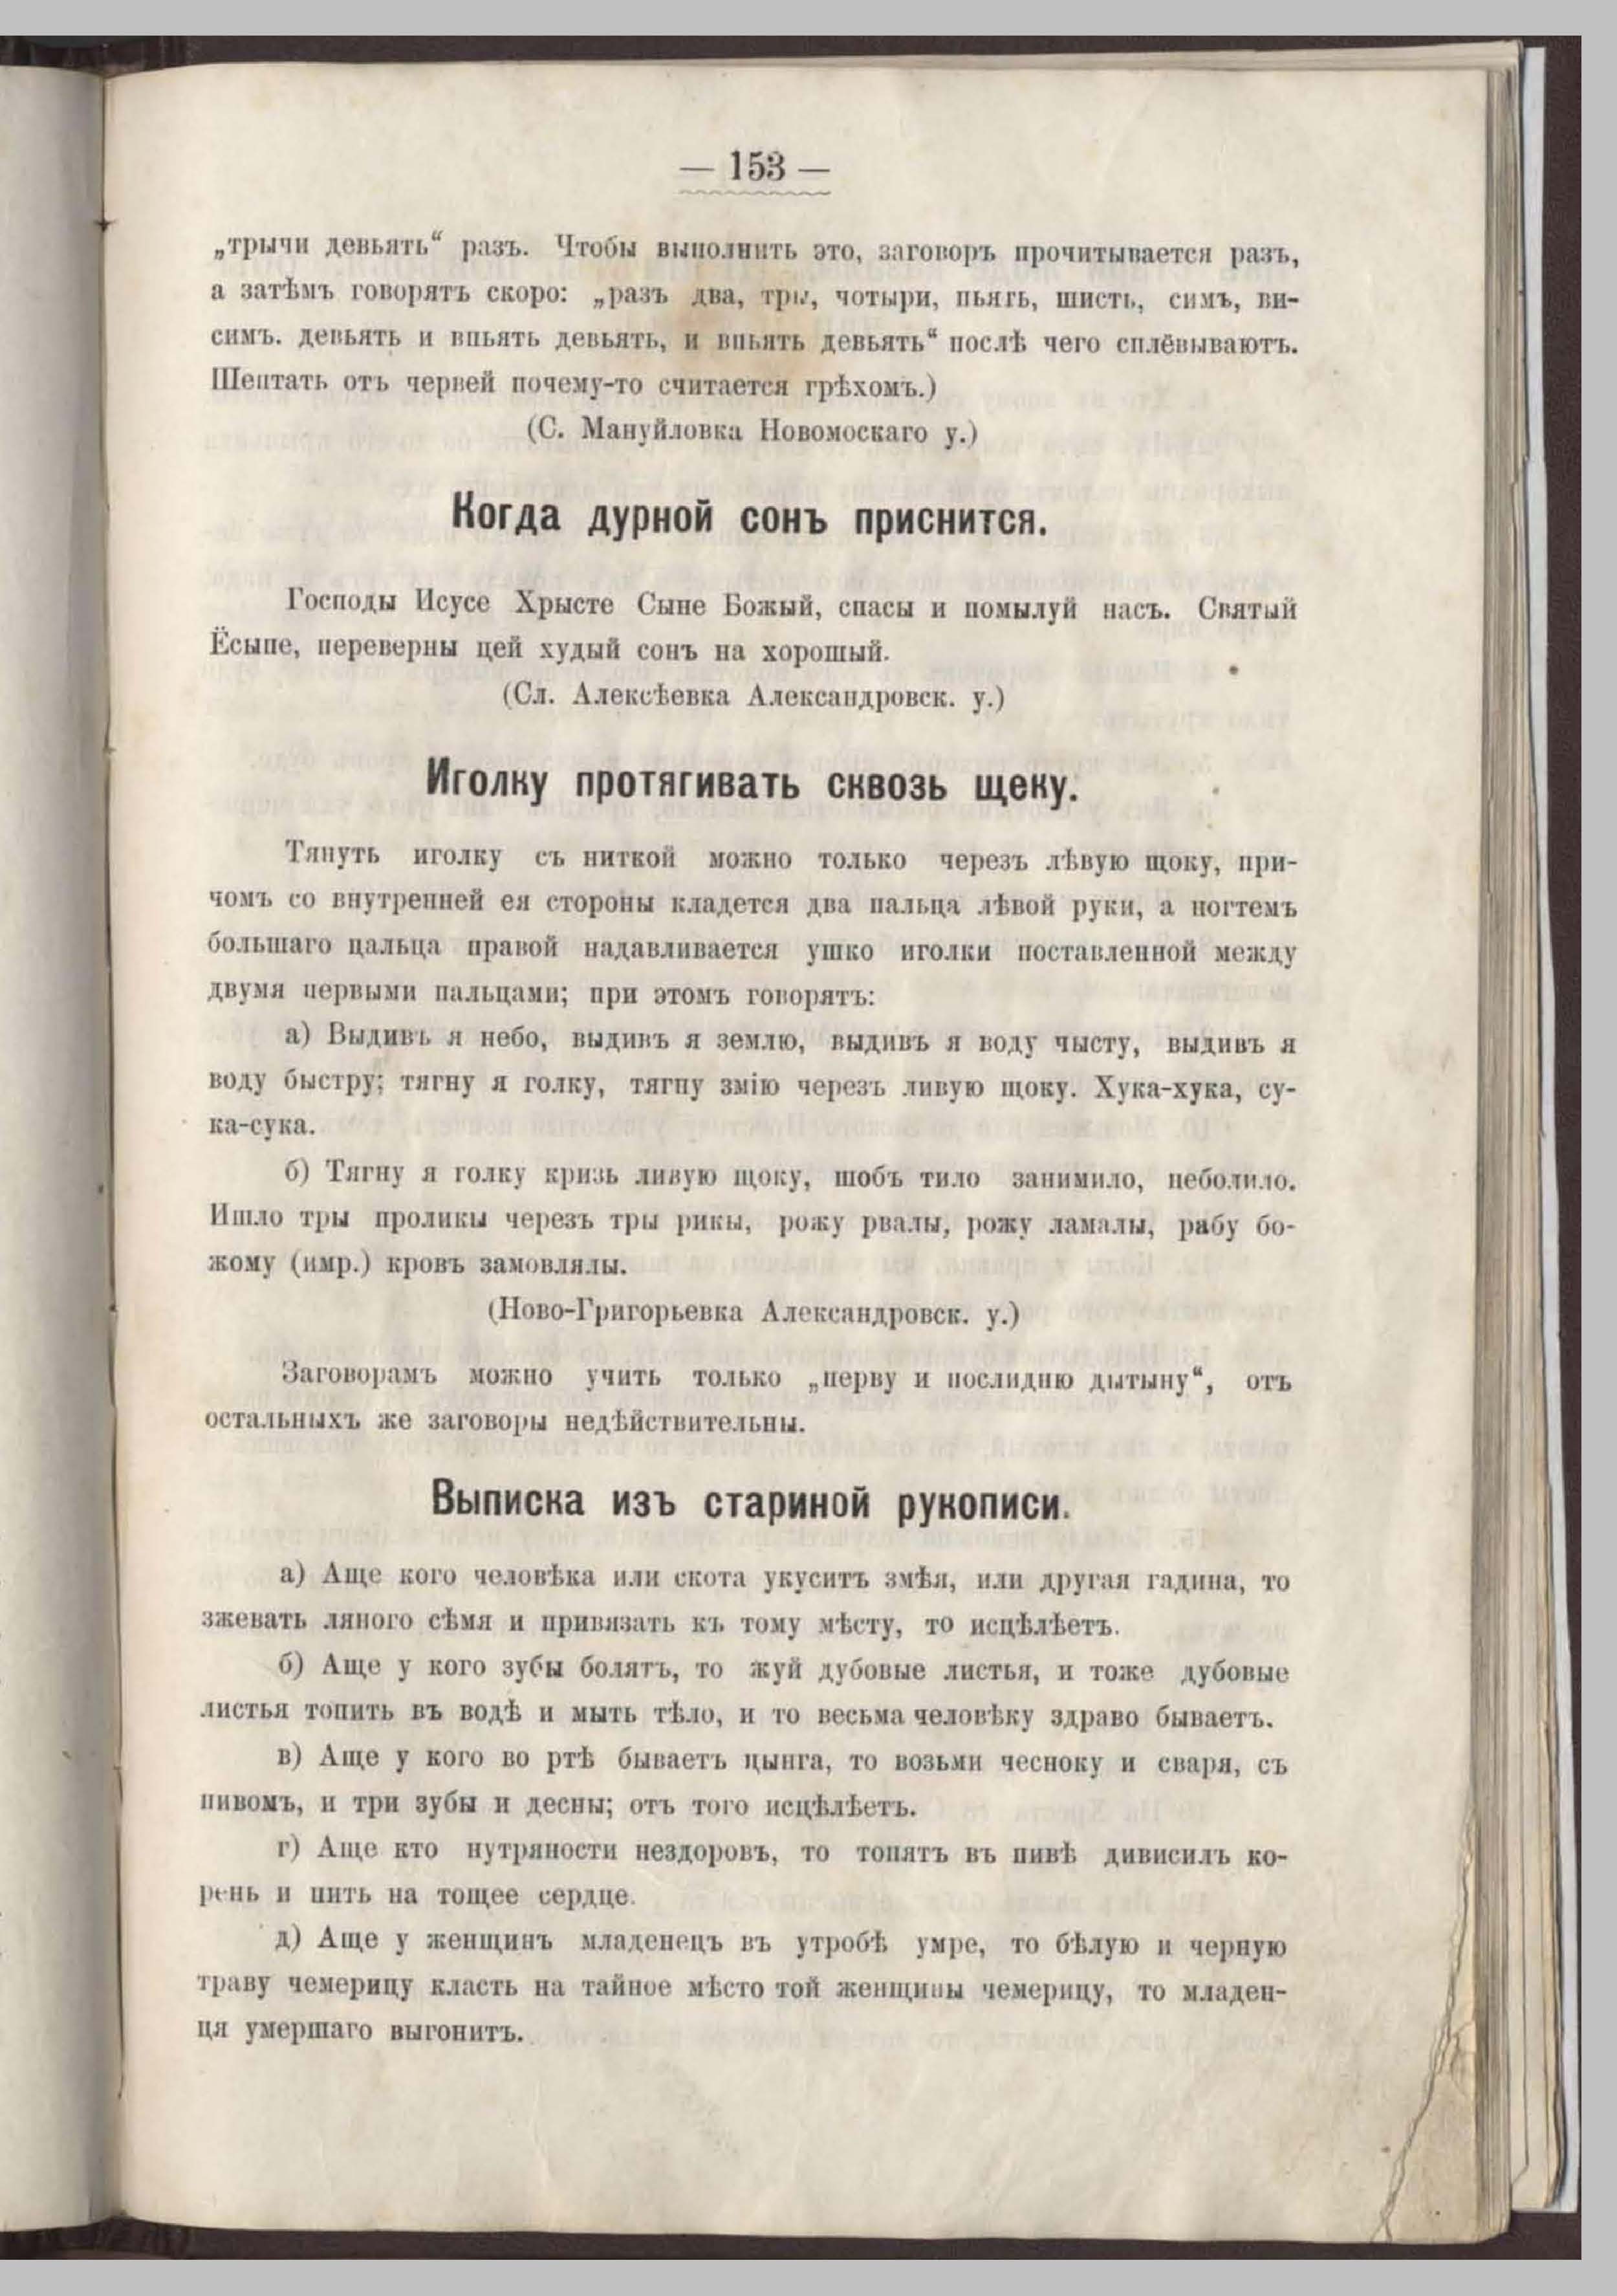 — 153 —
„трычи девьять“ разъ. Чтобы выполнить это, заговоръ прочитывается разъ,
а затѣмъ говорятъ скоро: „разъ два, тры, чотыри, пьять, шисть, симъ, ви-
симъ. девьять и впьять девьять, и впьять девьять“ послѣ чего сплёвываютъ.
Шептать отъ червей почему-то считается грѣхомъ.)
(С. Мануйловка Новомоскаго у.)
Когда дурной сонъ приснится.
Господы Исусе Хрысте Сыне Божый, спасы и помылуй насъ. Святый
Ёсыпе, переверны цей худый сонъ на хорошый.
(Сл. Алексѣевка Александровск. у.)
Иголку протягивать сквозь щеку.
Тянуть иголку съ ниткой можно только черезъ лѣвую щоку, при-
чомъ со внутренней ея стороны кладется два пальца лѣвой руки, а ногтемъ
большаго цальца правой надавливается ушко иголки поставленной между
двумя первыми пальцами; при этомъ говорятъ:
а) Выдивъ я небо, выдивъ я землю, выдивъ я воду чысту, выдивъ я
воду быстру; тягну я голку, тягну змію черезъ ливую щоку. Хука-хука, су-
ка-сука.
б) Тягну я голку кризь ливую щоку, шобъ тило занимило, неболило.
Ишло тры проликы черезъ тры рикы, рожу рвалы, рожу ламалы, рабу бо-
жому (имр.) кровъ замовлялы.
(Ново-Григорьевка Александровск. у.)
Заговорамъ можно учить только „перву и послидню дытыну“, отъ
остальныхъ же заговоры недѣйствительны.
Выписка изъ стариной рукописи.
а) Аще кого человѣка или скота укуситъ змѣя, или другая гадина, то
зжевать ляного сѣмя и привязать къ тому мѣсту, то исцѣлѣетъ.
б) Аще у кого зубы болятъ, то жуй дубовые листья, и тоже дубовые
листья топить въ водѣ и мыть тѣло, и то весьма человѣку здраво бываетъ.
в) Аще у кого во ртѣ бываетъ цынга, то возьми чесноку и сваря, съ
пивомъ, и три зубы и десны; отъ того исцѣлѣетъ.
г) Аще кто нутряности нездоровъ, то топятъ въ пивѣ дивисилъ ко-
рень и пить на тощее сердце.
д) Аще у женщинъ младенецъ въ утробѣ умре, то бѣлую и черную
траву чемерицу класть на тайное мѣсто той женщины чемерицу, то младен-
ця умершаго выгонитъ.